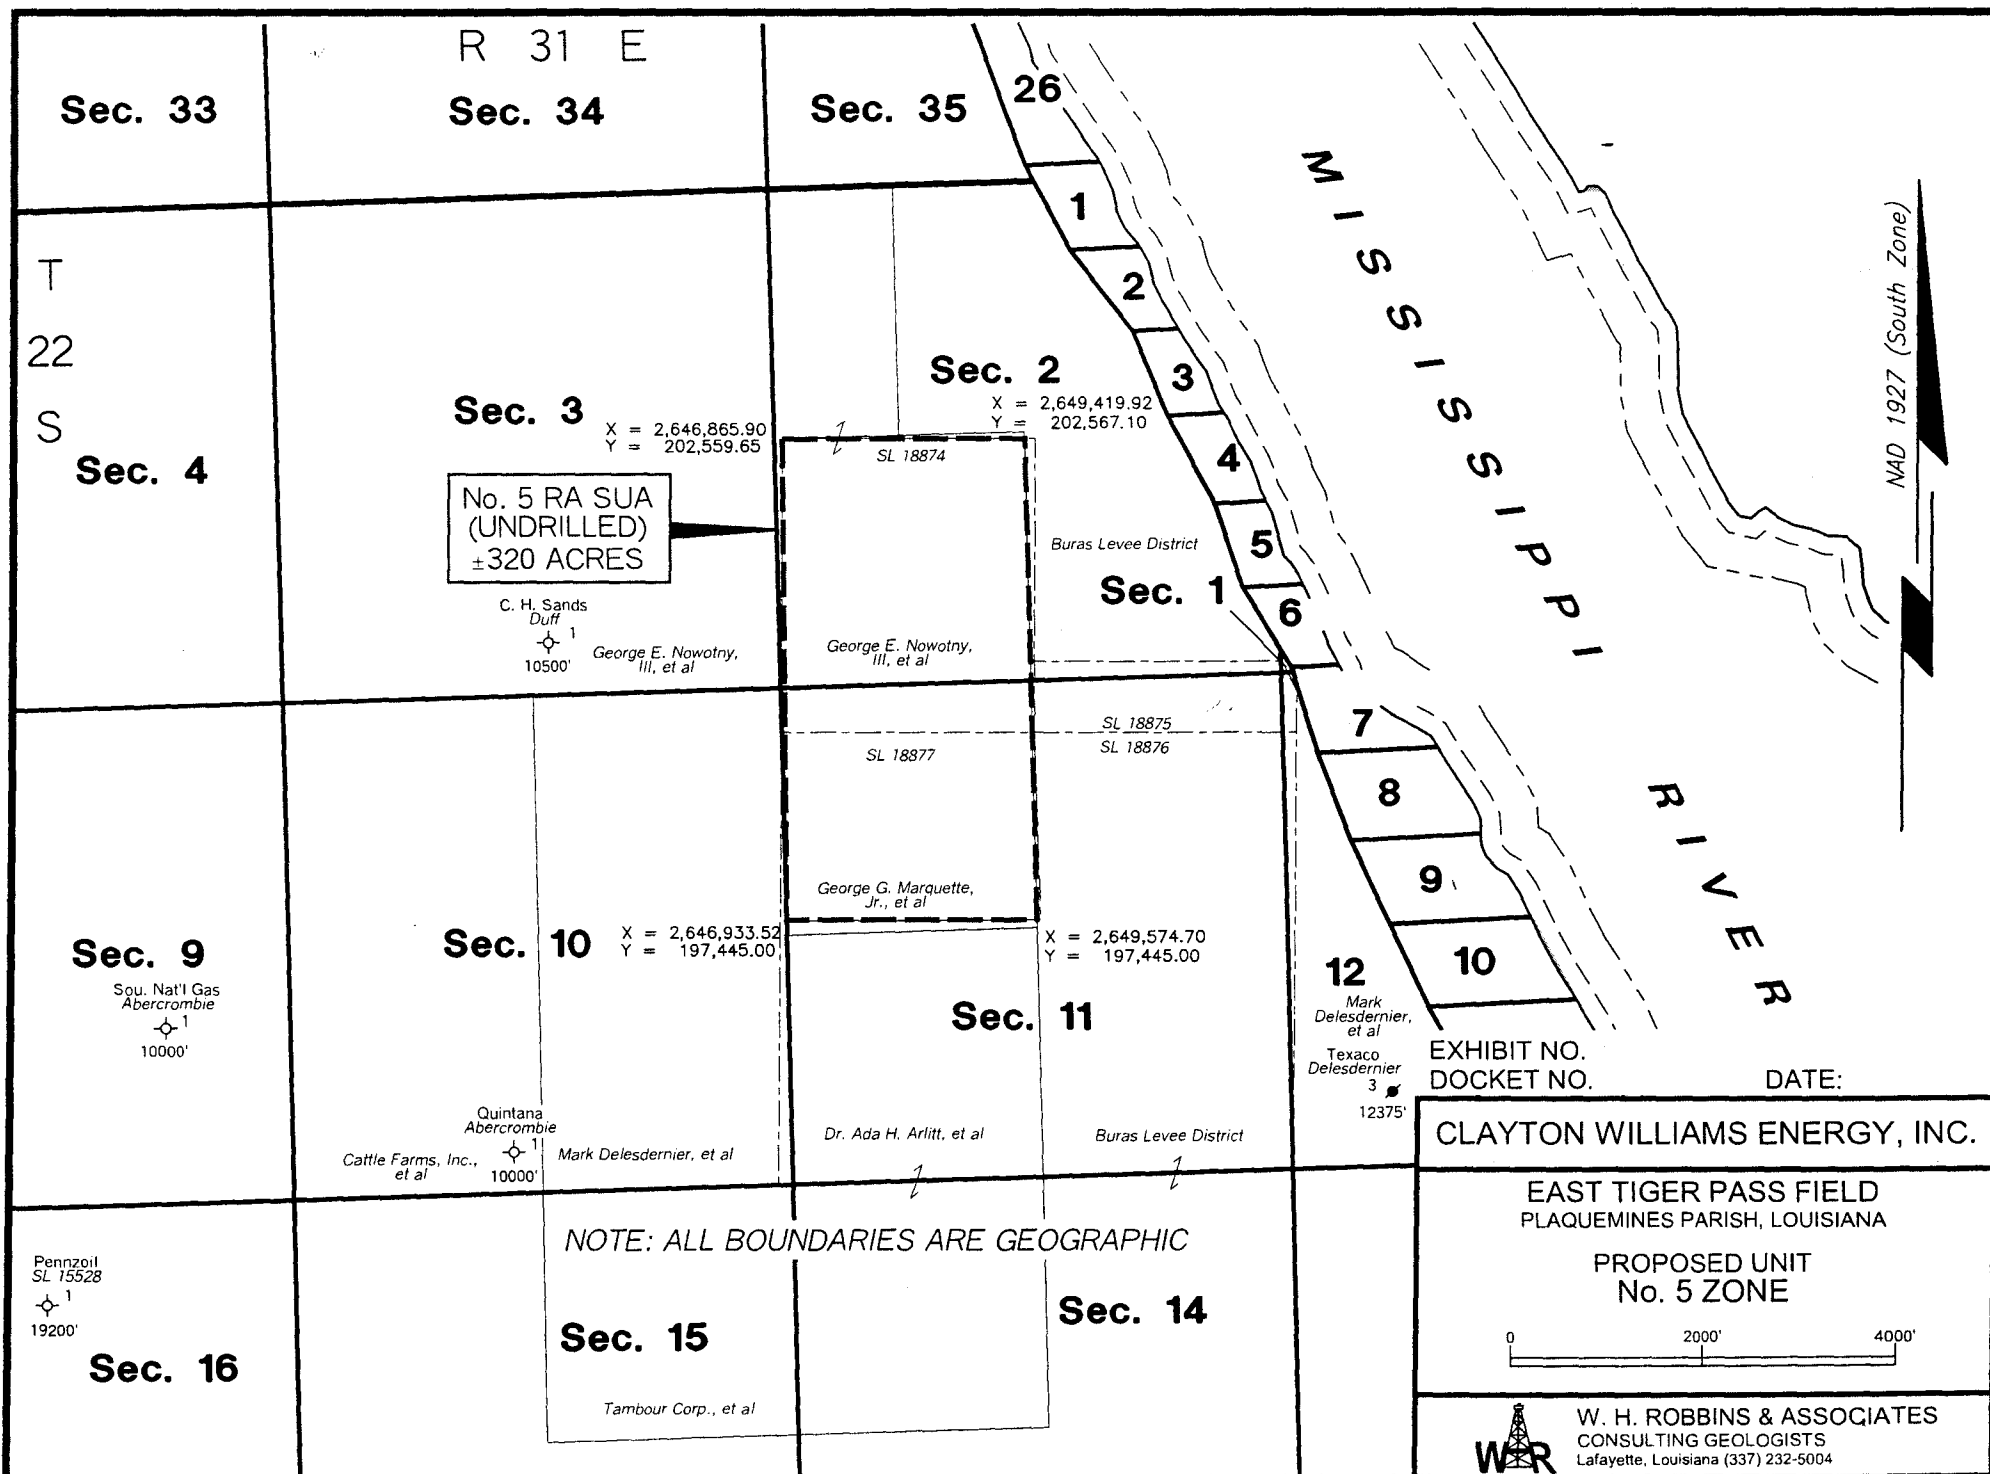 R 31 E
Sec. 33
Sec. 34
Sec. 35
26
1
2
3
4
5
6
7
8
9
10
12
T
22
S
MISSISSIPPI RIVER
NAD 1927 (South Zone)
Sec. 4
Sec. 3
X = 2,646,865.90
Y = 202,559.65
Sec. 2
X = 2,649,419.92
Y = 202,567.10
SL 18874
No. 5 RA SUA
(UNDRILLED)
±320 ACRES
Buras Levee District
Sec. 1
C. H. Sands
Duff
1
10500'
George E. Nowotny,
III, et al
George E. Nowotny,
III, et al
SL 18875
SL 18877
SL 18876
George G. Marquette,
Jr., et al
Sec. 9
Sou. Nat'l Gas
Abercrombie
1
10000'
Sec. 10
X = 2,646,933.52
Y = 197,445.00
X = 2,649,574.70
Y = 197,445.00
Sec. 11
Mark
Delesdernier,
et al
Texaco
Delesdernier
3
12375'
Quintana
Abercrombie
1
10000'
Cattle Farms, Inc.,
et al
Mark Delesdernier, et al
Dr. Ada H. Arlitt, et al
Buras Levee District
NOTE: ALL BOUNDARIES ARE GEOGRAPHIC
Pennzoil
SL 15528
1
19200'
Sec. 16
Sec. 15
Sec. 14
Tambour Corp., et al
EXHIBIT NO.
DOCKET NO. DATE:
CLAYTON WILLIAMS ENERGY, INC.
EAST TIGER PASS FIELD
PLAQUEMINES PARISH, LOUISIANA
PROPOSED UNIT
No. 5 ZONE
0 2000' 4000'
WR
W. H. ROBBINS & ASSOCIATES
CONSULTING GEOLOGISTS
Lafayette, Louisiana (337) 232-5004